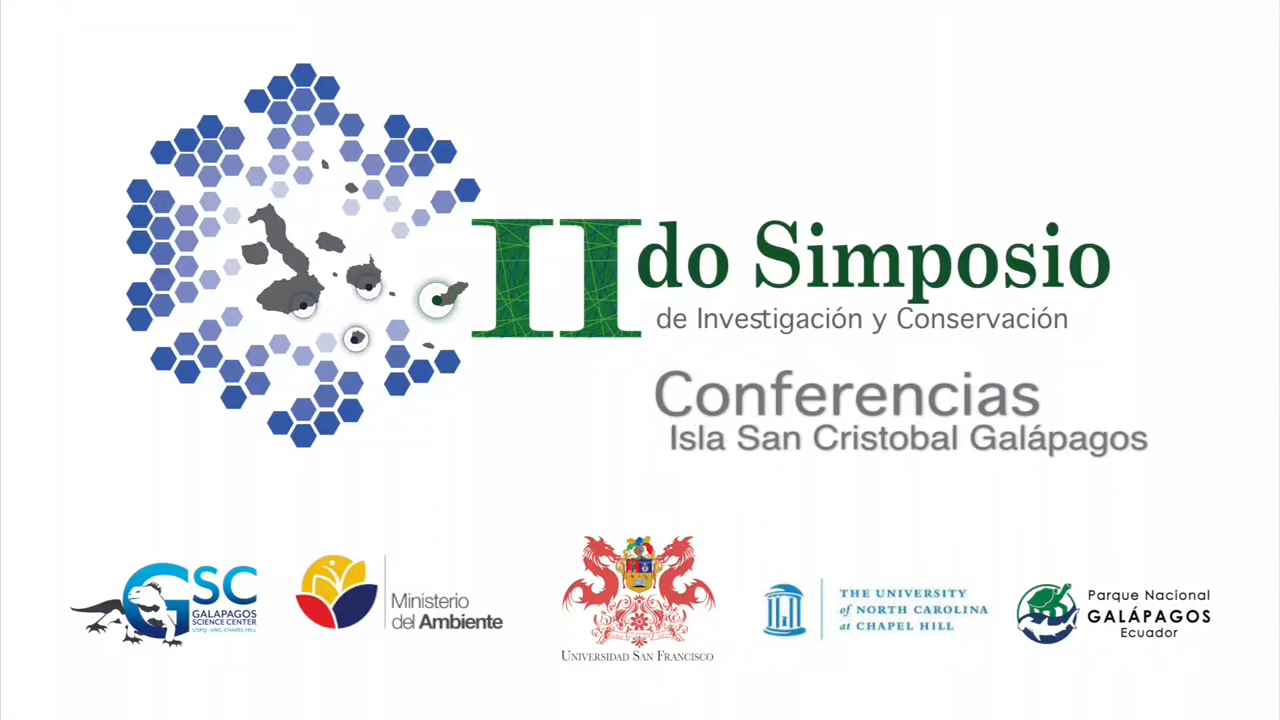 II do Simposio
de Investigación y Conservación
Conferencias
Isla San Cristobal Galápagos
GSC
GALAPAGOS
SCIENCE CENTER
USFQ - UNC-CHAPEL HILL
Ministerio
del Ambiente
UNIVERSIDAD SAN FRANCISCO
THE UNIVERSITY
of NORTH CAROLINA
at CHAPEL HILL
Parque Nacional
GALÁPAGOS
Ecuador